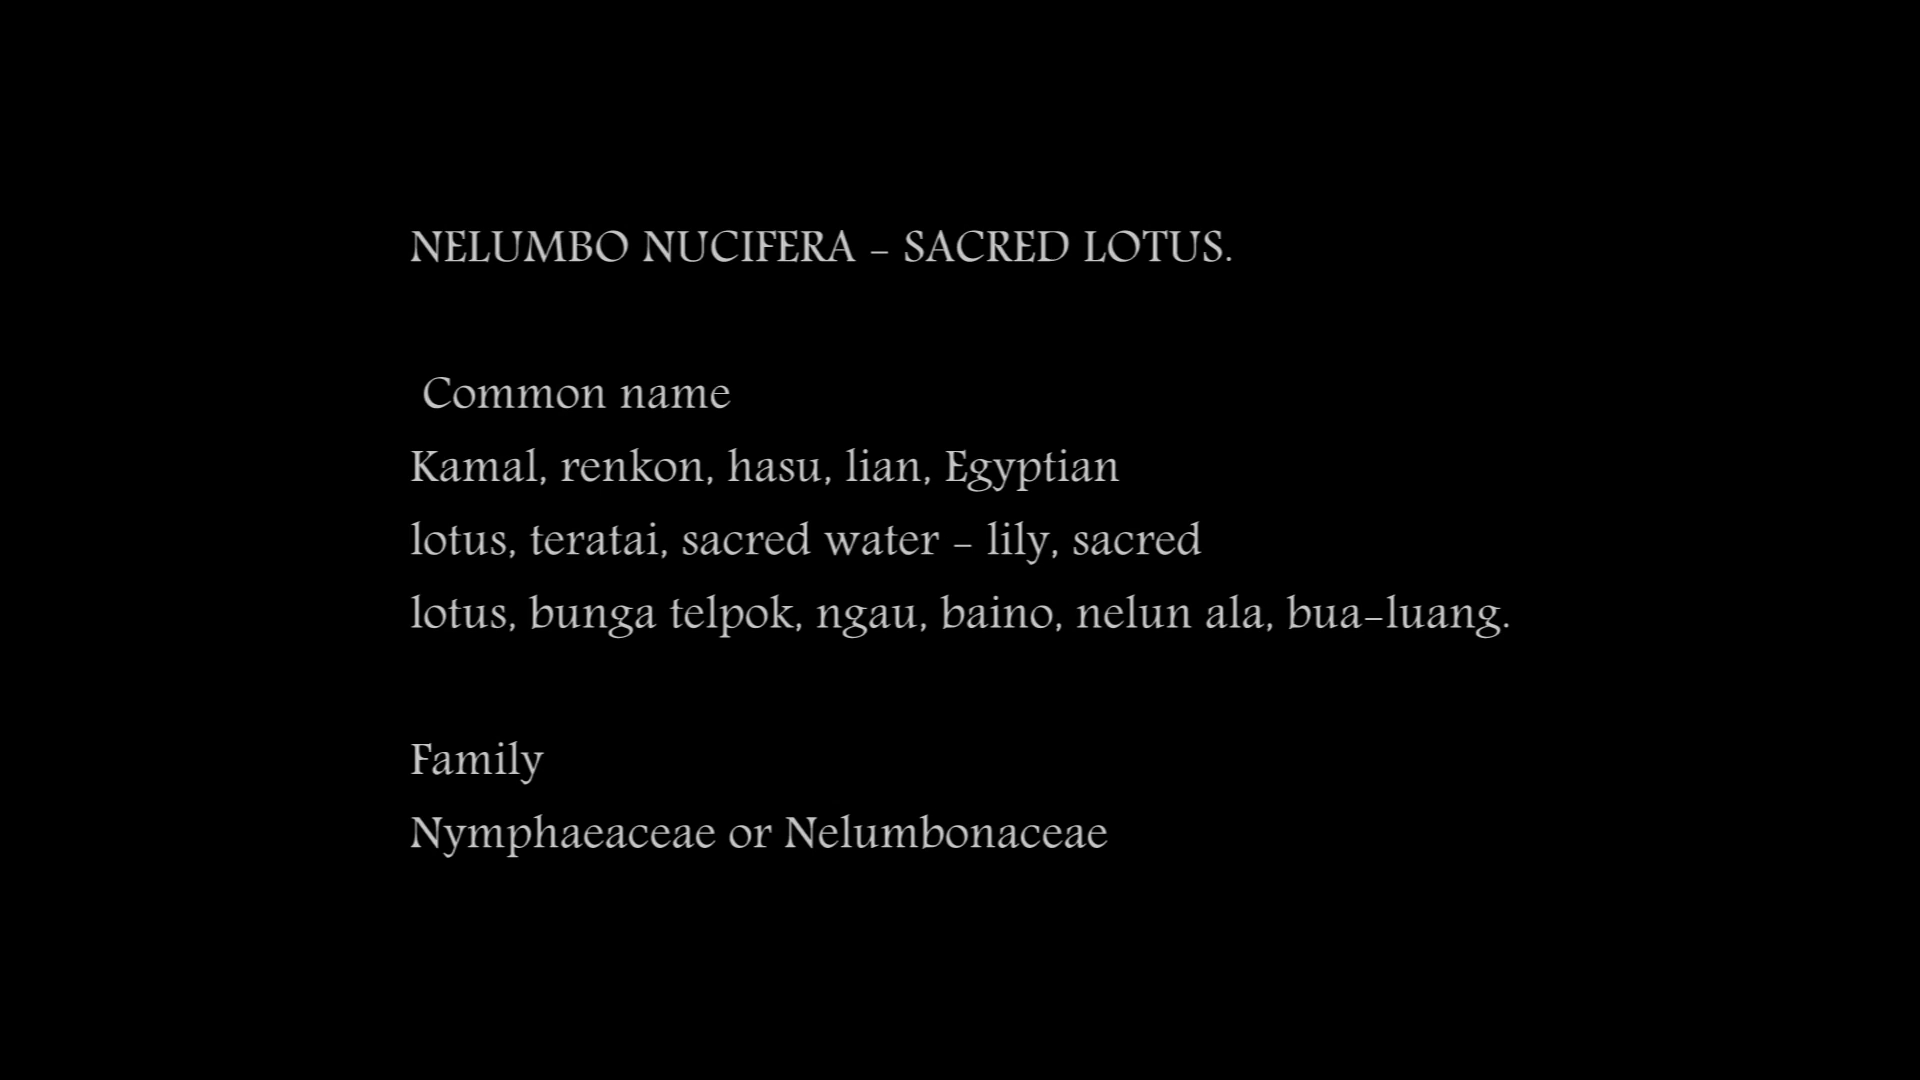 NELUMBO NUCIFERA – SACRED LOTUS.
Common name
Kamal, renkon, hasu, lian, Egyptian
lotus, teratai, sacred water – lily, sacred
lotus, bunga telpok, ngau, baino, nelun ala, bua-luang.
Family
Nymphaeaceae or Nelumbonaceae